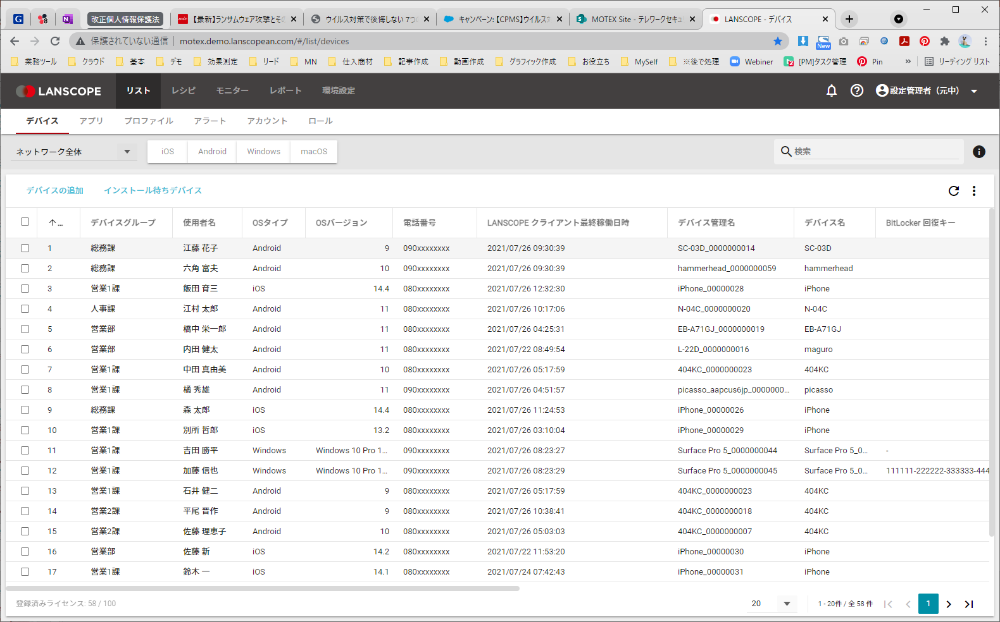 改正個人情報保護法
【最新】ランサムウェア攻撃とその
ウイルス対策で後悔しない 7つの
キャンペーン:【CPMS】ウイルス対
MOTEX Site - テレワークセキュ
LANSCOPE - デバイス
保護されていない通信 motex.demo.lanscopean.com/#/list/devices
New
業務ツール クラウド 基本 デモ 効果測定 リード MN 仕入商材 記事作成 動画作成 グラフィック作成 お役立ち MySelf ※後で処理 Webiner [PM]タスク管理 Pin » リーディング リスト
LANSCOPE リスト レシピ モニター レポート 環境設定 設定管理者（元中）
デバイス アプリ プロファイル アラート アカウント ロール
ネットワーク全体 iOS Android Windows macOS 検索
デバイスの追加 インストール待ちデバイス
↑... デバイスグループ 使用者名 OSタイプ OSバージョン 電話番号 LANSCOPE クライアント最終稼働日時 デバイス管理名 デバイス名 BitLocker 回復キー
1 総務課 江藤 花子 Android 9 090xxxxxxxx 2021/07/26 09:30:39 SC-03D_0000000014 SC-03D
2 総務課 六角 富夫 Android 10 090xxxxxxxx 2021/07/26 09:30:39 hammerhead_0000000059 hammerhead
3 営業1課 飯田 育三 iOS 14.4 080xxxxxxxx 2021/07/26 12:32:30 iPhone_00000028 iPhone
4 人事課 江村 太郎 Android 11 080xxxxxxxx 2021/07/26 10:17:06 N-04C_0000000020 N-04C
5 営業部 橋中 栄一郎 Android 11 080xxxxxxxx 2021/07/26 04:25:31 EB-A71GJ_0000000019 EB-A71GJ
6 営業部 内田 健太 Android 11 080xxxxxxxx 2021/07/22 08:49:54 L-22D_0000000016 maguro
7 営業1課 中田 真由美 Android 10 080xxxxxxxx 2021/07/26 05:17:59 404KC_0000000023 404KC
8 営業1課 橘 秀雄 Android 11 090xxxxxxxx 2021/07/26 04:51:57 picasso_aapcus6jp_0000000... picasso
9 総務課 森 太郎 iOS 14.4 080xxxxxxxx 2021/07/26 11:24:53 iPhone_00000026 iPhone
10 営業1課 別所 哲郎 iOS 13.2 080xxxxxxxx 2021/07/26 03:10:04 iPhone_00000029 iPhone
11 営業1課 吉田 勝平 Windows Windows 10 Pro 1... 090xxxxxxxx 2021/07/26 08:23:27 Surface Pro 5_0000000044 Surface Pro 5_0... -
12 営業1課 加藤 信也 Windows Windows 10 Pro 1... 090xxxxxxxx 2021/07/26 08:23:29 Surface Pro 5_0000000045 Surface Pro 5_0... 111111-222222-333333-444
13 営業1課 石井 健二 Android 9 080xxxxxxxx 2021/07/26 05:17:59 404KC_0000000023 404KC
14 営業2課 平尾 晋作 Android 9 080xxxxxxxx 2021/07/26 10:38:41 404KC_0000000018 404KC
15 営業2課 佐藤 理恵子 Android 10 080xxxxxxxx 2021/07/26 05:03:03 404KC_0000000007 404KC
16 営業部 佐藤 新 iOS 14.2 080xxxxxxxx 2021/07/22 11:53:20 iPhone_00000030 iPhone
17 営業1課 鈴木 一 iOS 14.1 080xxxxxxxx 2021/07/24 07:42:43 iPhone_00000031 iPhone
登録済みライセンス: 58 / 100 20 1 - 20件 / 全 58 件 1